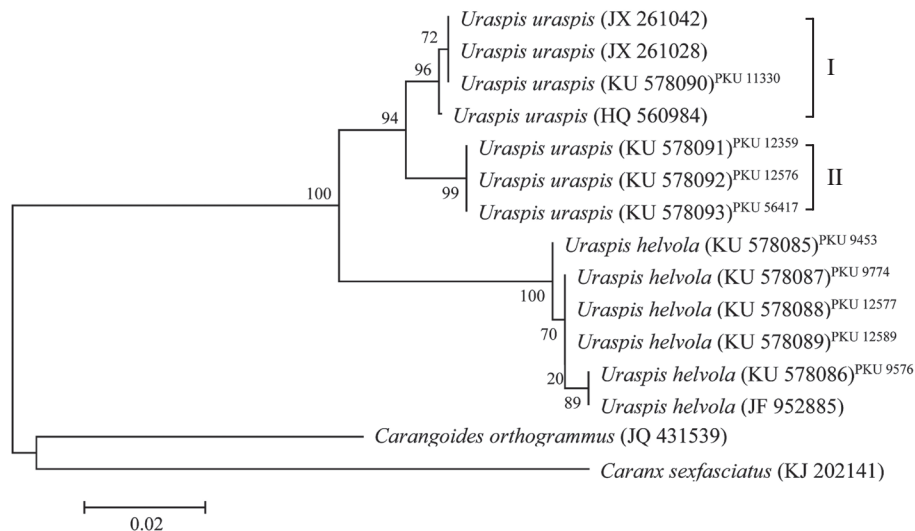 Uraspis uraspis (JX 261042)
72
Uraspis uraspis (JX 261028)
I
96
Uraspis uraspis (KU 578090)PKU 11330
Uraspis uraspis (HQ 560984)
94
Uraspis uraspis (KU 578091)PKU 12359
Uraspis uraspis (KU 578092)PKU 12576
II
99
100
Uraspis uraspis (KU 578093)PKU 56417
Uraspis helvola (KU 578085)PKU 9453
Uraspis helvola (KU 578087)PKU 9774
100
Uraspis helvola (KU 578088)PKU 12577
70
Uraspis helvola (KU 578089)PKU 12589
Uraspis helvola (KU 578086)PKU 9576
20
89
Uraspis helvola (JF 952885)
Carangoides orthogrammus (JQ 431539)
Caranx sexfasciatus (KJ 202141)
0.02